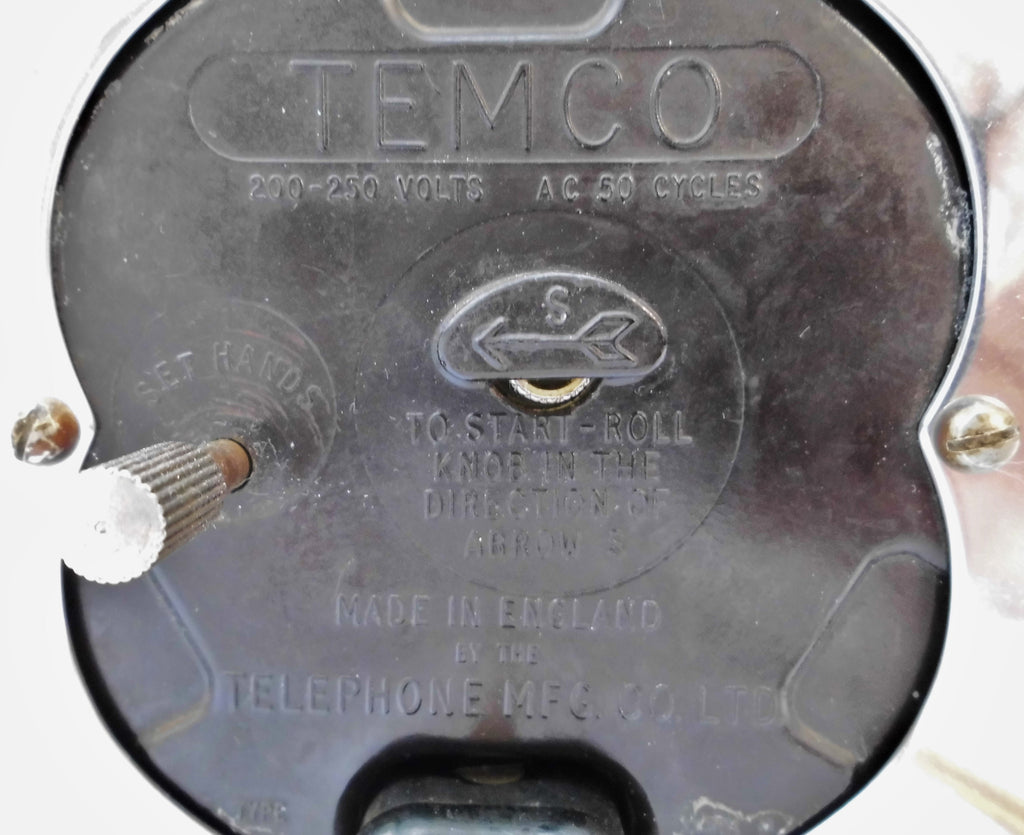 TEMCO
200-250 VOLTS AC 50 CYCLES
S
SET HANDS
TO START-ROLL
KNOB IN THE
DIRECTION OF
ARROW S
MADE IN ENGLAND
BY THE
TELEPHONE MFG. CO. LTD
TYPE